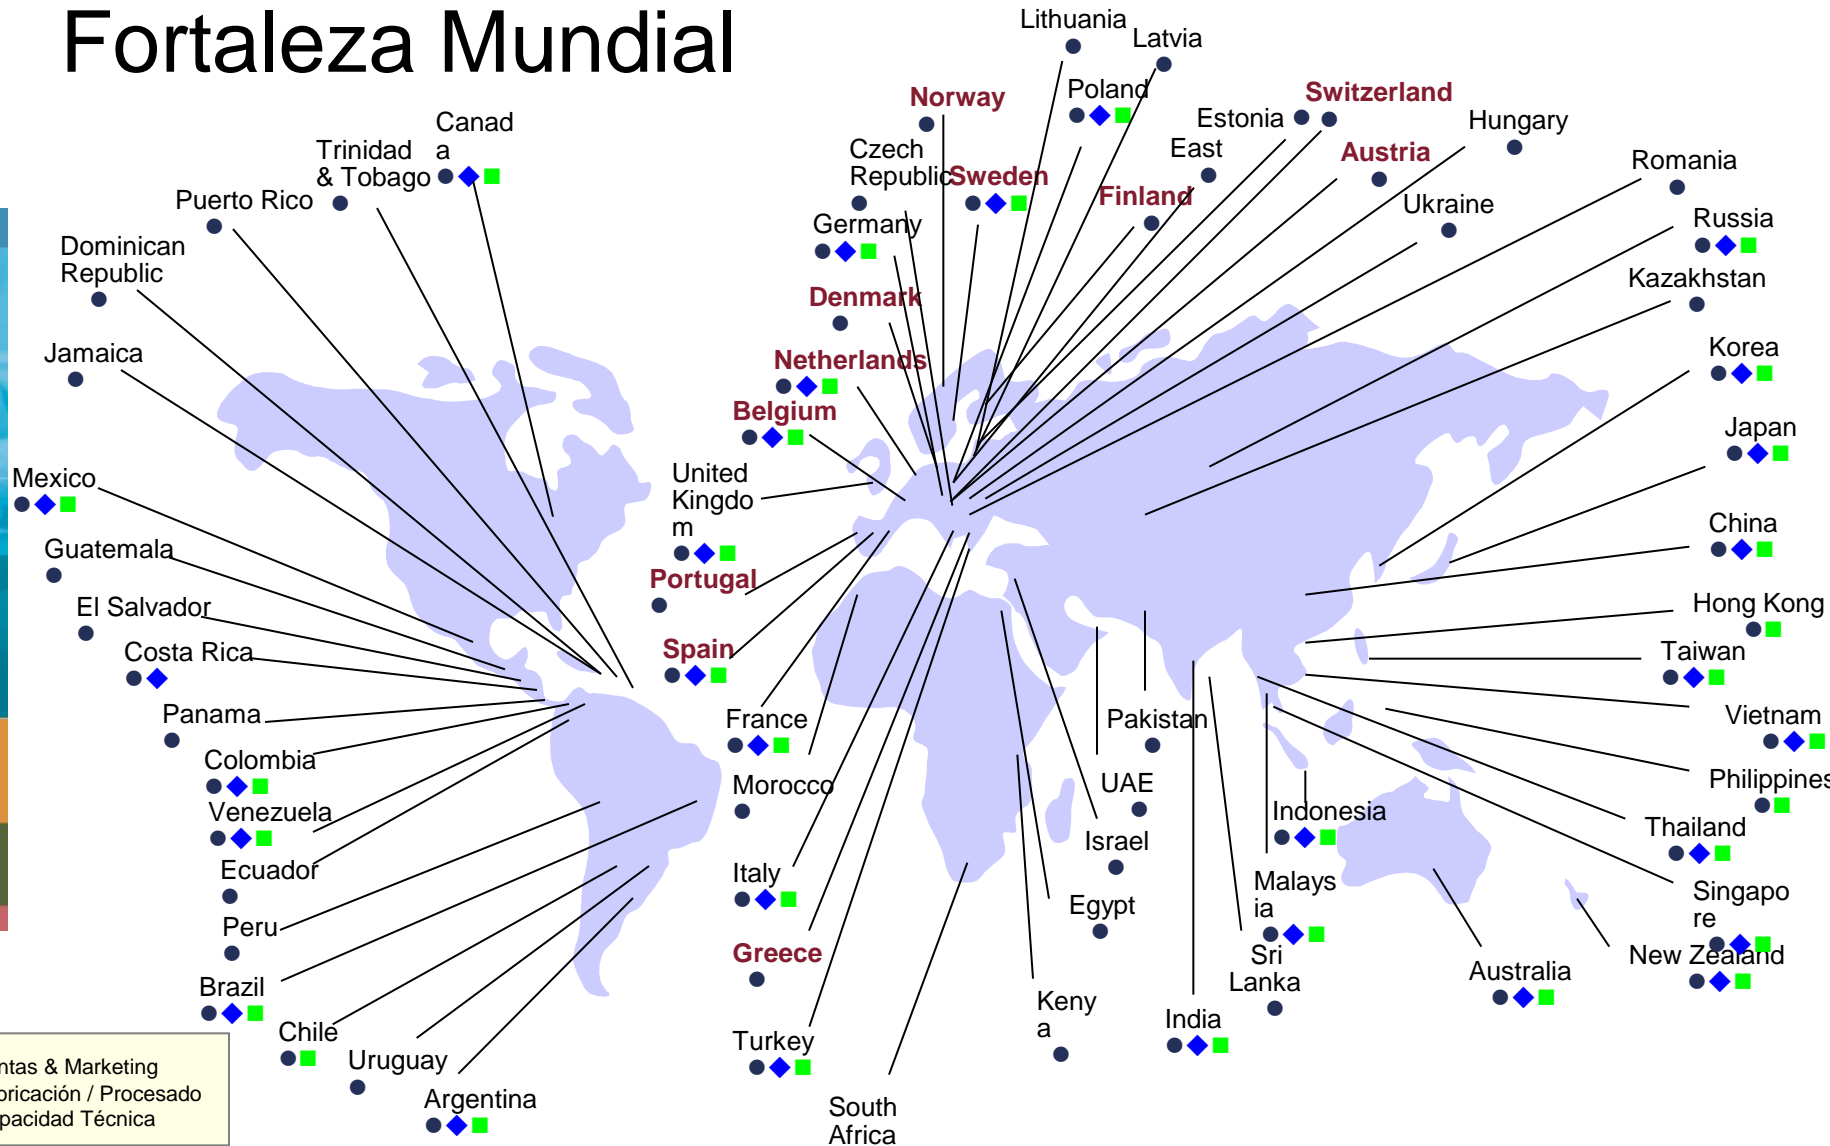 Fortaleza Mundial
Lithuania
Latvia
Norway
Poland
Switzerland
Estonia
Hungary
Canad
a
Trinidad
& Tobago
Czech
Republic
East
Austria
Romania
Sweden
Finland
Puerto Rico
Ukraine
Russia
Germany
Dominican
Republic
Kazakhstan
Denmark
Jamaica
Netherlands
Korea
Belgium
Japan
Mexico
United
Kingdo
m
China
Guatemala
Portugal
El Salvador
Hong Kong
Costa Rica
Spain
Taiwan
Panama
France
Pakistan
Vietnam
Colombia
Morocco
UAE
Philippines
Venezuela
Indonesia
Thailand
Israel
Ecuador
Italy
Malays
ia
Singapo
re
Egypt
Peru
Greece
Sri
Lanka
New Zealand
Australia
Brazil
Keny
a
India
Chile
Turkey
Uruguay
Argentina
South
Africa
ntas & Marketing
bricación / Procesado
pacidad Técnica